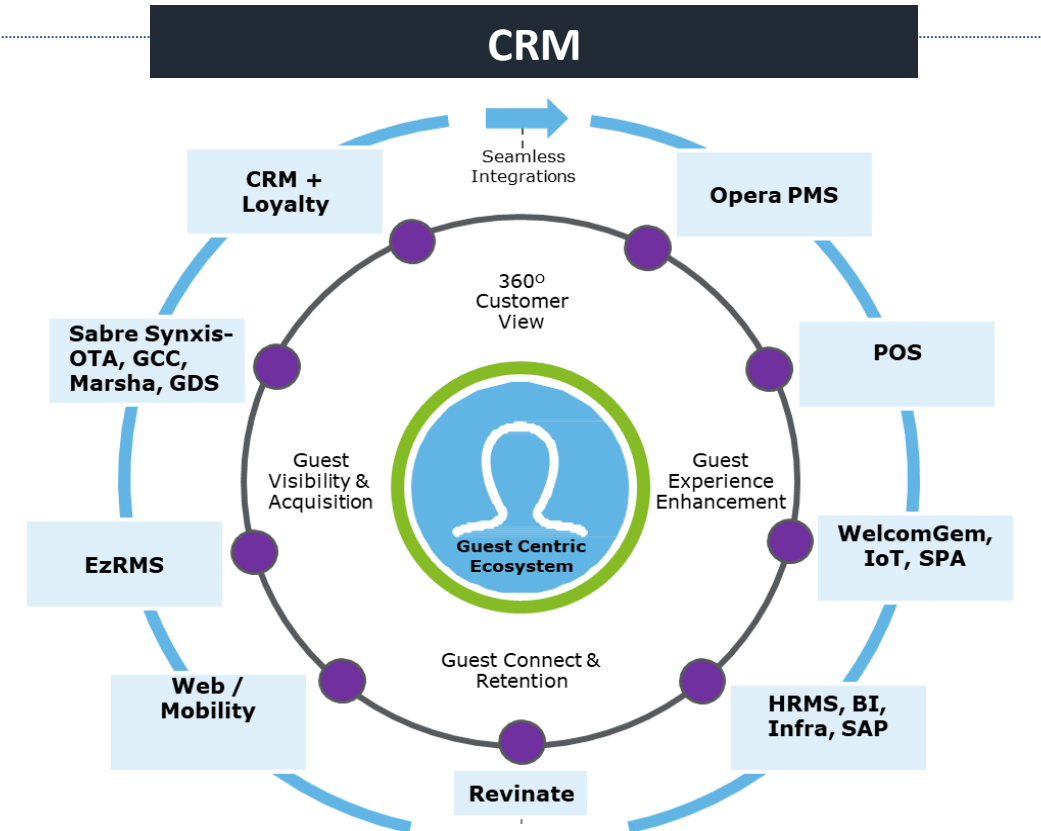 CRM
Seamless
Integrations
CRM +
Loyalty
Opera PMS
360º
Customer
View
Sabre Synxis-
OTA, GCC,
Marsha, GDS
POS
Guest
Visibility &
Acquisition
Guest
Experience
Enhancement
Guest Centric
Ecosystem
EzRMS
WelcomGem,
IoT, SPA
Guest Connect &
Retention
Web /
Mobility
HRMS, BI,
Infra, SAP
Revinate